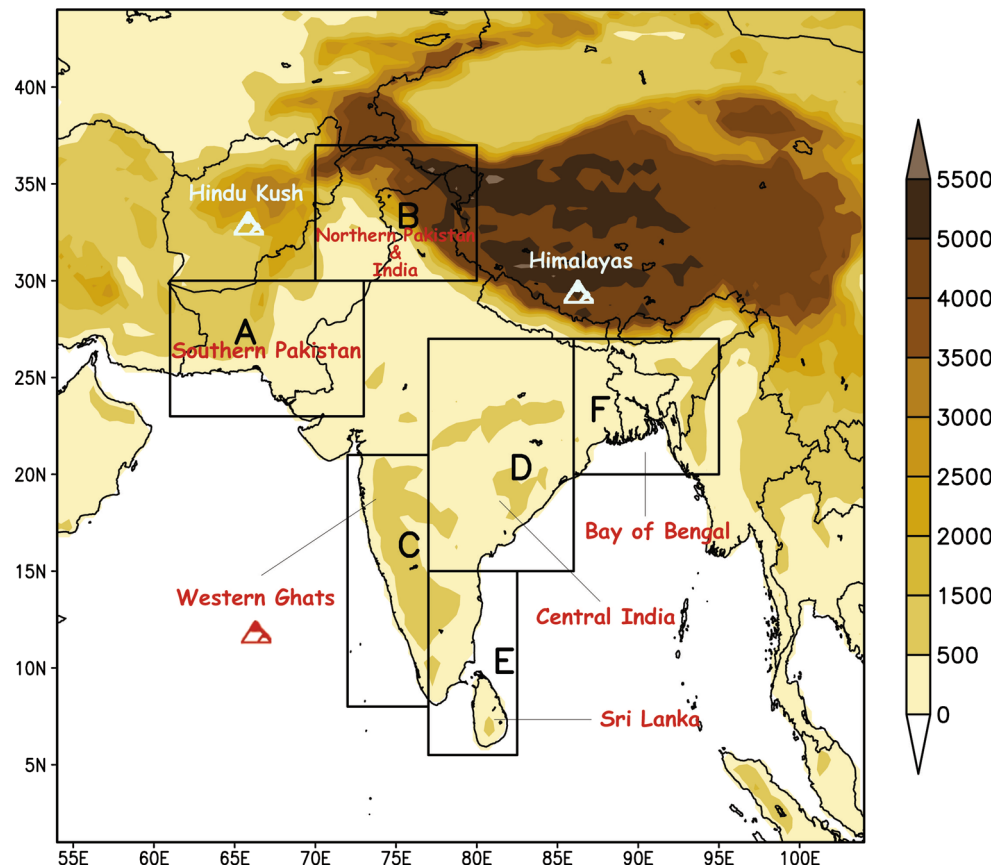 40N
35N
30N
25N
20N
15N
10N
5N
55E
60E
65E
70E
75E
80E
85E
90E
95E
100E
Hindu Kush
B
Northern Pakistan
&
India
Himalayas
A
Southern Pakistan
F
D
Bay of Bengal
C
Western Ghats
Central India
E
Sri Lanka
5500
5000
4000
3500
3000
2500
2000
1500
500
0